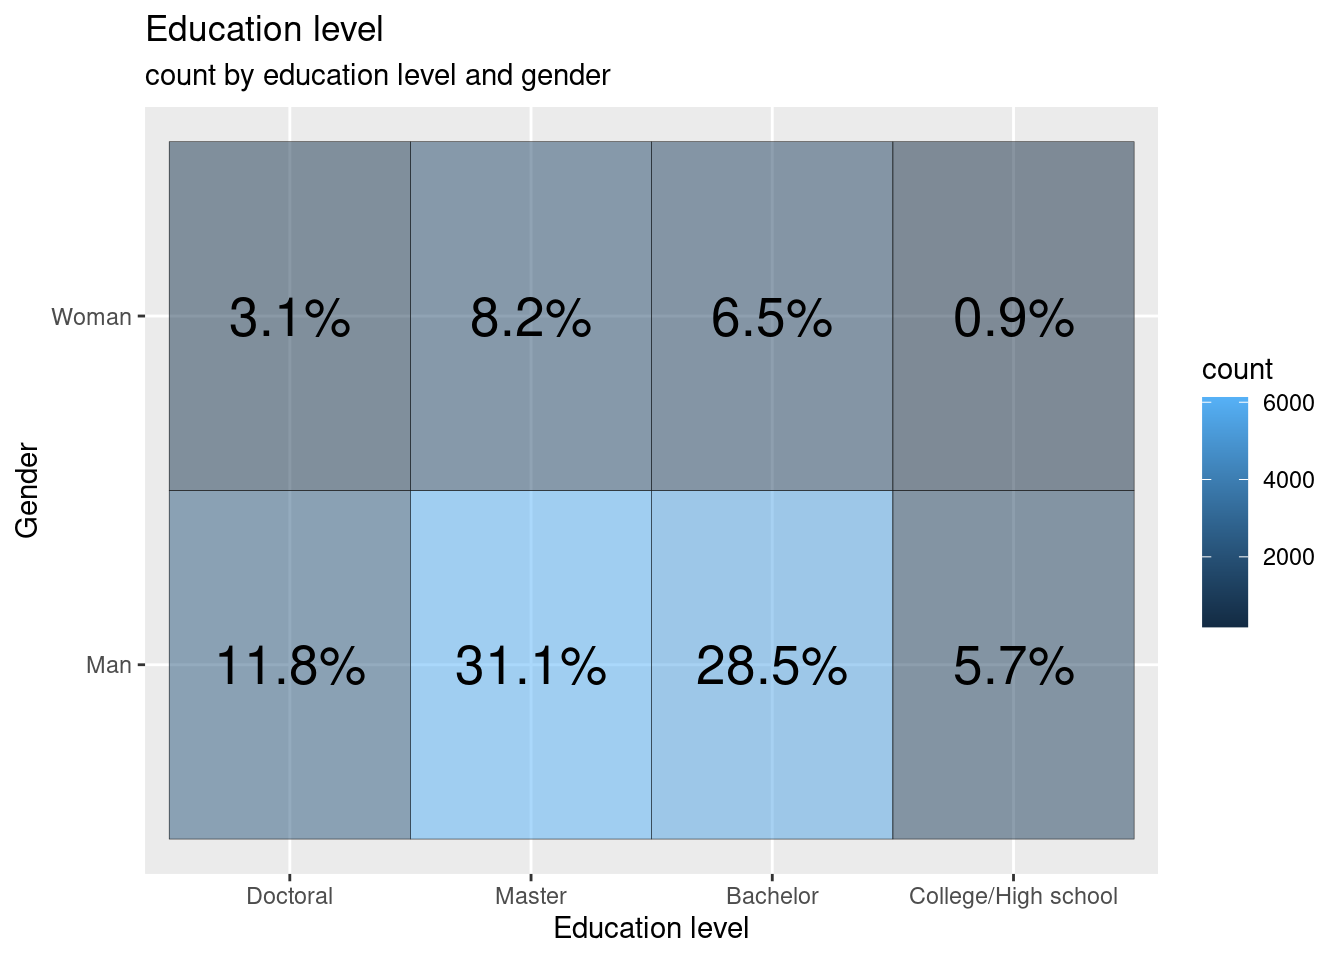 Education level
count by education level and gender
Woman
3.1% 8.2% 6.5% 0.9%
count
6000
4000
2000
Gender
Man
11.8% 31.1% 28.5% 5.7%
Doctoral Master Bachelor College/High school
Education level